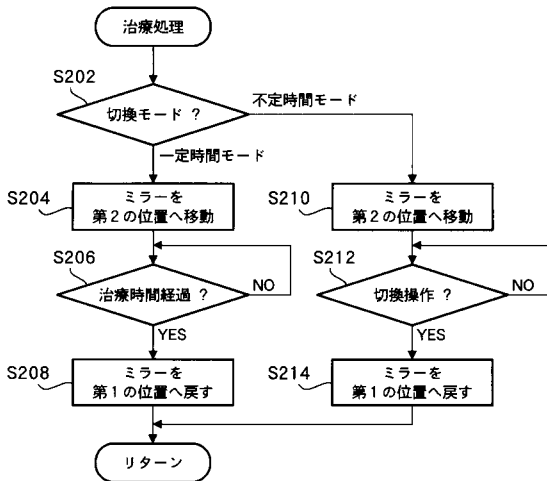 治療処理
S202
切換モード ?
不定時間モード
一定時間モード
S204
ミラーを
第2の位置へ移動
S210
ミラーを
第2の位置へ移動
S206
治療時間経過 ?
NO
YES
S212
切換操作 ?
NO
YES
S208
ミラーを
第1の位置へ戻す
S214
ミラーを
第1の位置へ戻す
リターン